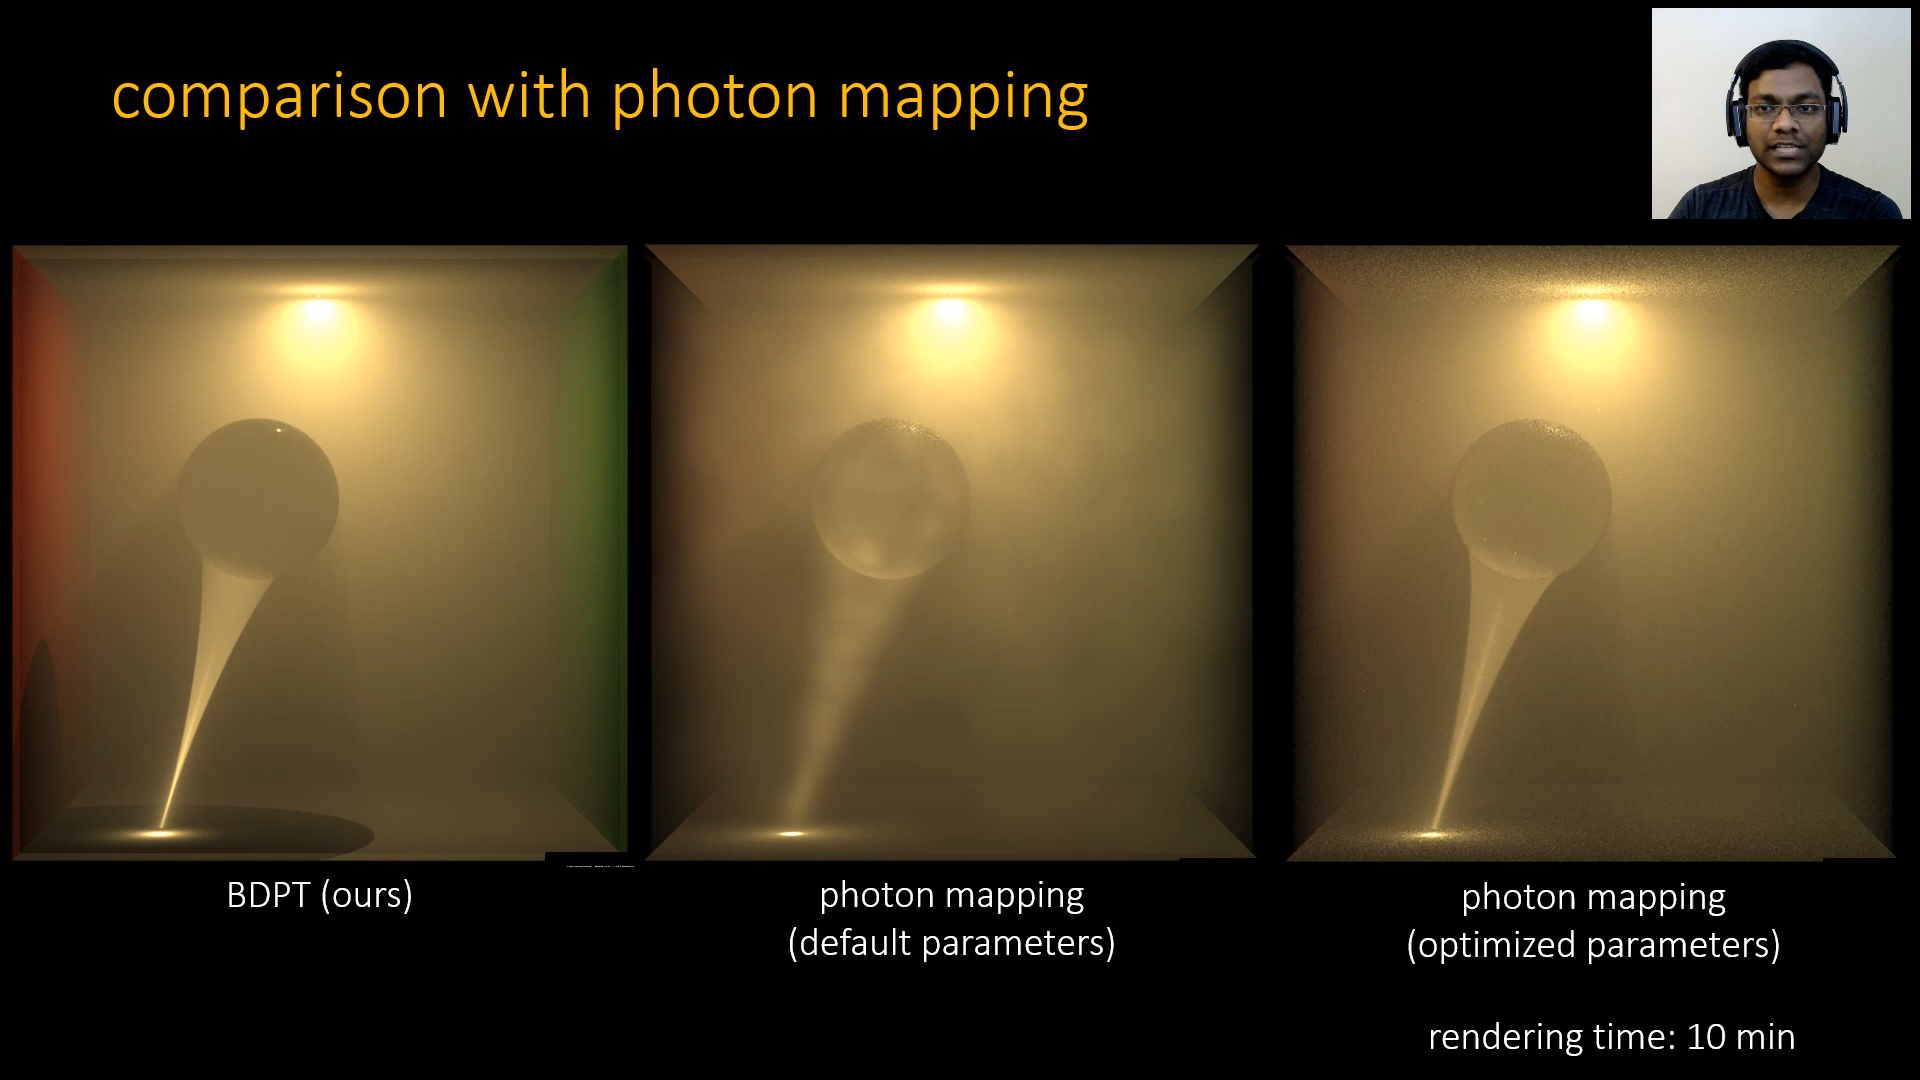 comparison with photon mapping
BDPT (ours)
photon mapping
(default parameters)
photon mapping
(optimized parameters)
rendering time: 10 min